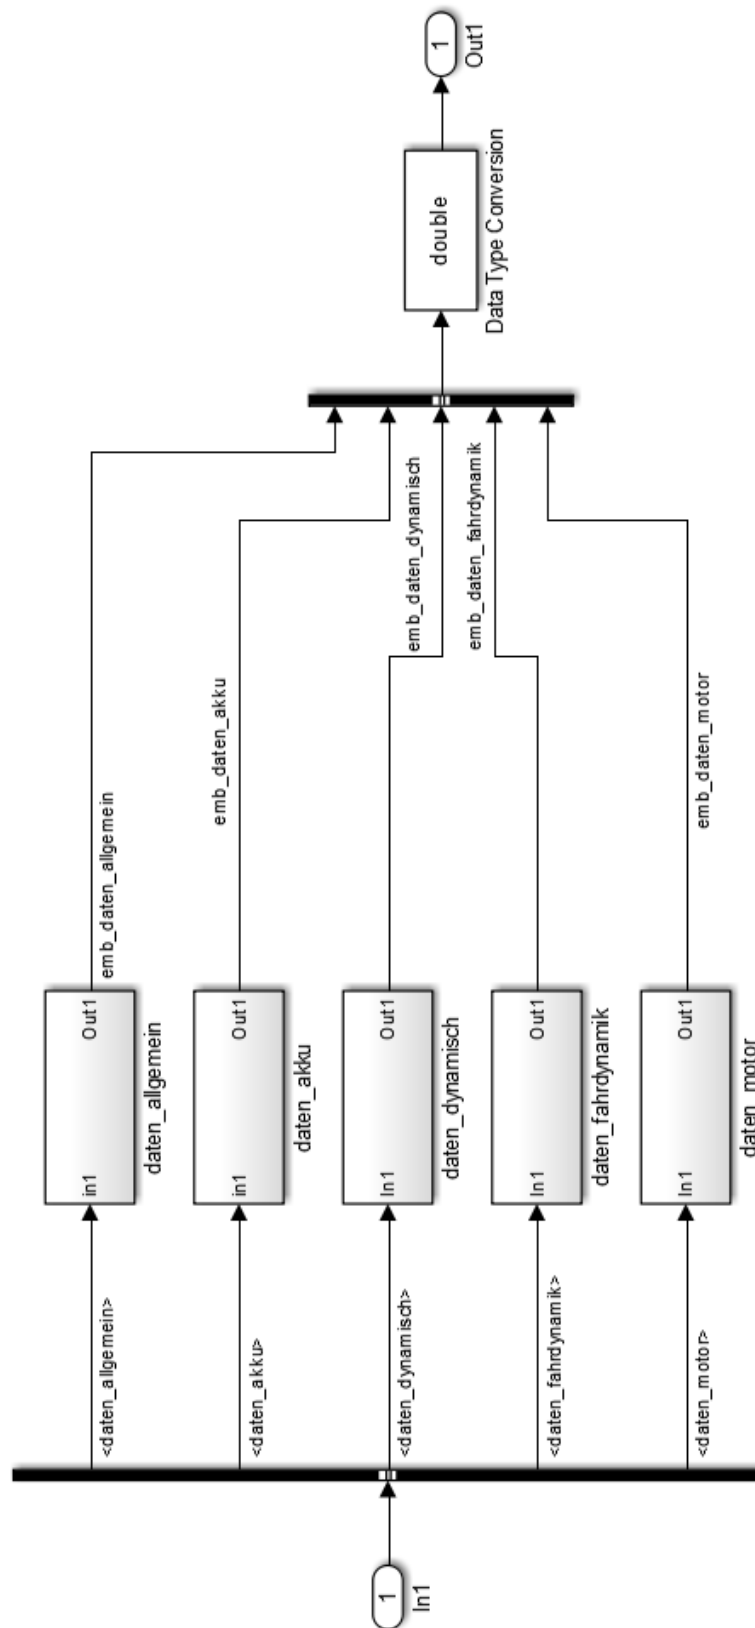 1
In1
<daten_allgemein>
<daten_akku>
<daten_dynamisch>
<daten_fahrdynamik>
<daten_motor>
in1
Out1
daten_allgemein
in1
Out1
daten_akku
In1
Out1
daten_dynamisch
In1
Out1
daten_fahrdynamik
In1
Out1
daten_motor
emb_daten_allgemein
emb_daten_akku
emb_daten_dynamisch
emb_daten_fahrdynamik
emb_daten_motor
double
Data Type Conversion
1
Out1